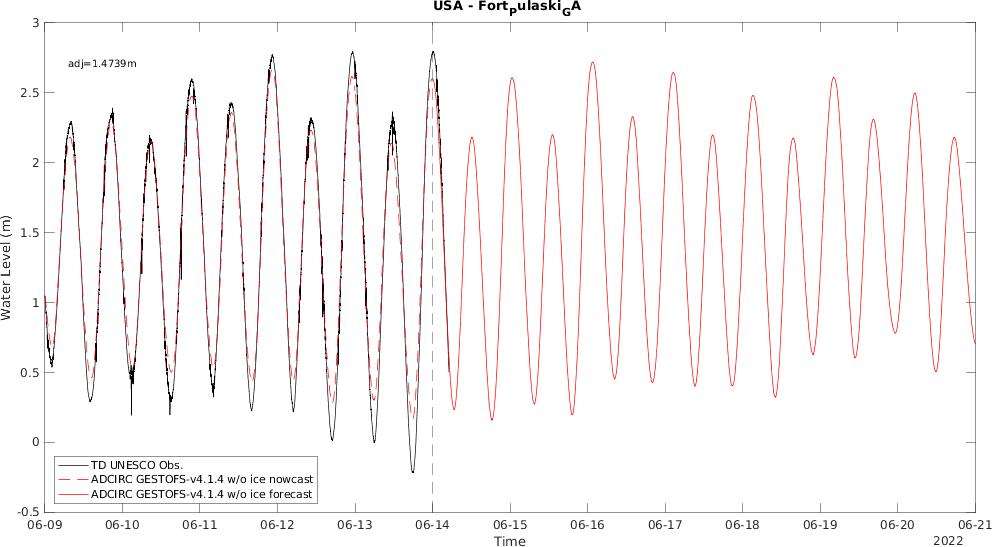 USA - FortPulaskiGA
adj=1.4739m
3
2.5
2
1.5
1
0.5
0
-0.5
Water Level (m)
TD UNESCO Obs.
ADCIRC GESTOFS-v4.1.4 w/o ice nowcast
ADCIRC GESTOFS-v4.1.4 w/o ice forecast
06-09 06-10 06-11 06-12 06-13 06-14 06-15 06-16 06-17 06-18 06-19 06-20 06-21
Time
2022